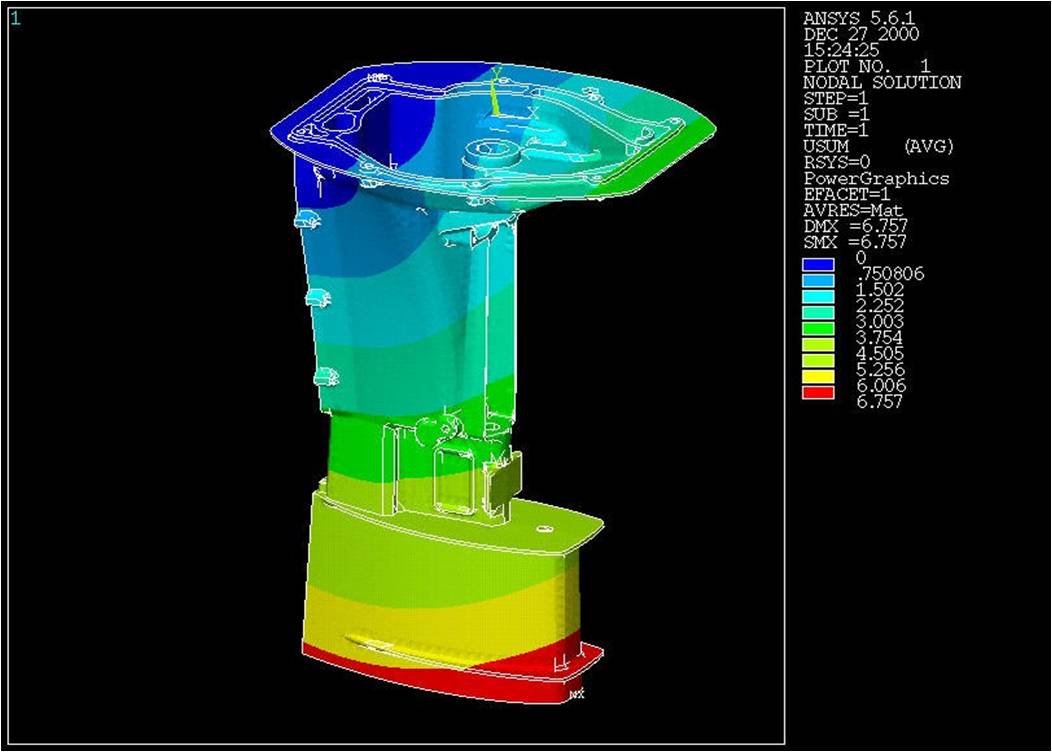 1
ANSYS 5.6.1
DEC 27 2000
15:24:25
PLOT NO. 1
NODAL SOLUTION
STEP=1
SUB =1
TIME=1
USUM (AVG)
RSYS=0
PowerGraphics
EFACET=1
AVRES=Mat
DMX =6.757
SMX =6.757
0
.750806
1.502
2.252
3.003
3.754
4.505
5.256
6.006
6.757
Y
MX